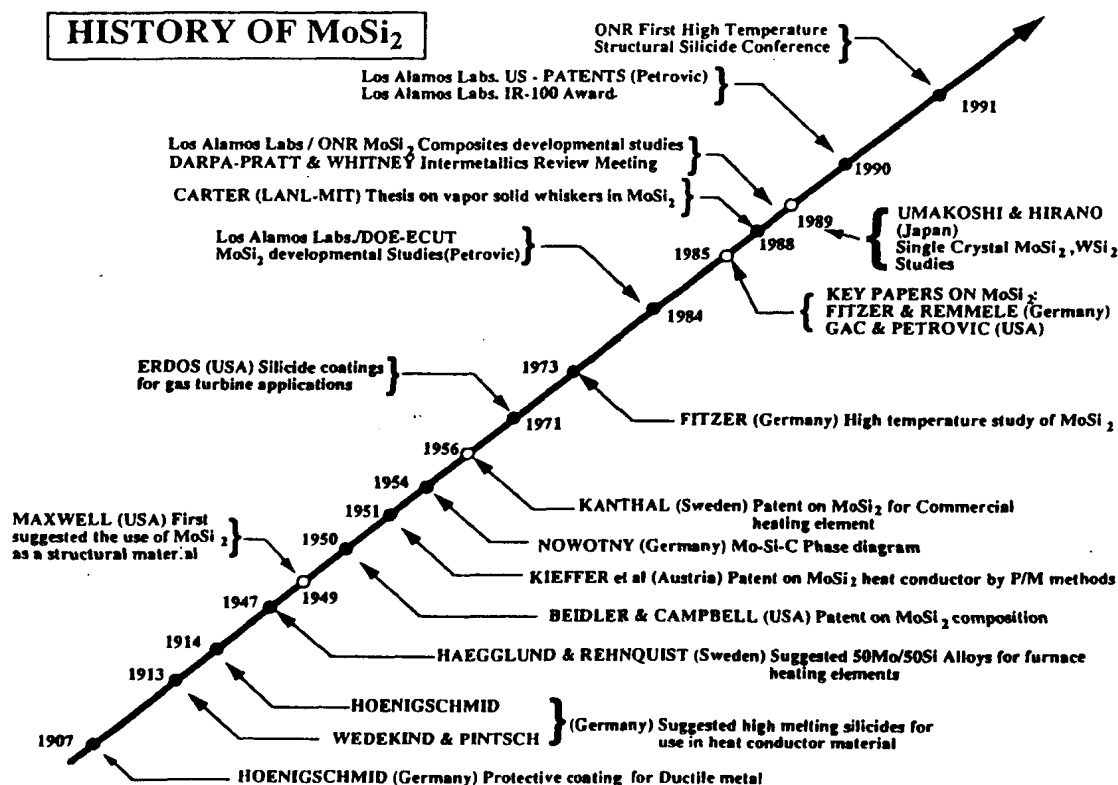 HISTORY OF MoSi2
ONR First High Temperature
Structural Silicide Conference
1991
Los Alamos Labs. US - PATENTS (Petrovic)
Los Alamos Labs. IR-100 Award
1990
Los Alamos Labs / ONR MoSi2 Composites developmental studies
DARPA-PRATT & WHITNEY Intermetallics Review Meeting
1989
UMAKOSHI & HIRANO
(Japan)
Single Crystal MoSi2, WSi2
Studies
CARTER (LANL-MIT) Thesis on vapor solid whiskers in MoSi2
1988
1985
KEY PAPERS ON MoSi2:
FITZER & REMMELE (Germany)
GAC & PETROVIC (USA)
Los Alamos Labs./DOE-ECUT
MoSi2 developmental Studies(Petrovic)
1984
1973
FITZER (Germany) High temperature study of MoSi2
ERDOS (USA) Silicide coatings
for gas turbine applications
1971
1956
KANTHAL (Sweden) Patent on MoSi2 for Commercial
heating element
1954
NOWOTNY (Germany) Mo-Si-C Phase diagram
1951
KIEFFER et al (Austria) Patent on MoSi2 heat conductor by P/M methods
1950
BEIDLER & CAMPBELL (USA) Patent on MoSi2 composition
MAXWELL (USA) First
suggested the use of MoSi2
as a structural material
1949
1947
HAEGGLUND & REHNQUIST (Sweden) Suggested 50Mo/50Si Alloys for furnace
heating elements
1914
HOENIGSCHMID
1913
WEDEKIND & PINTSCH
(Germany) Suggested high melting silicides for
use in heat conductor material
1907
HOENIGSCHMID (Germany) Protective coating for Ductile metal